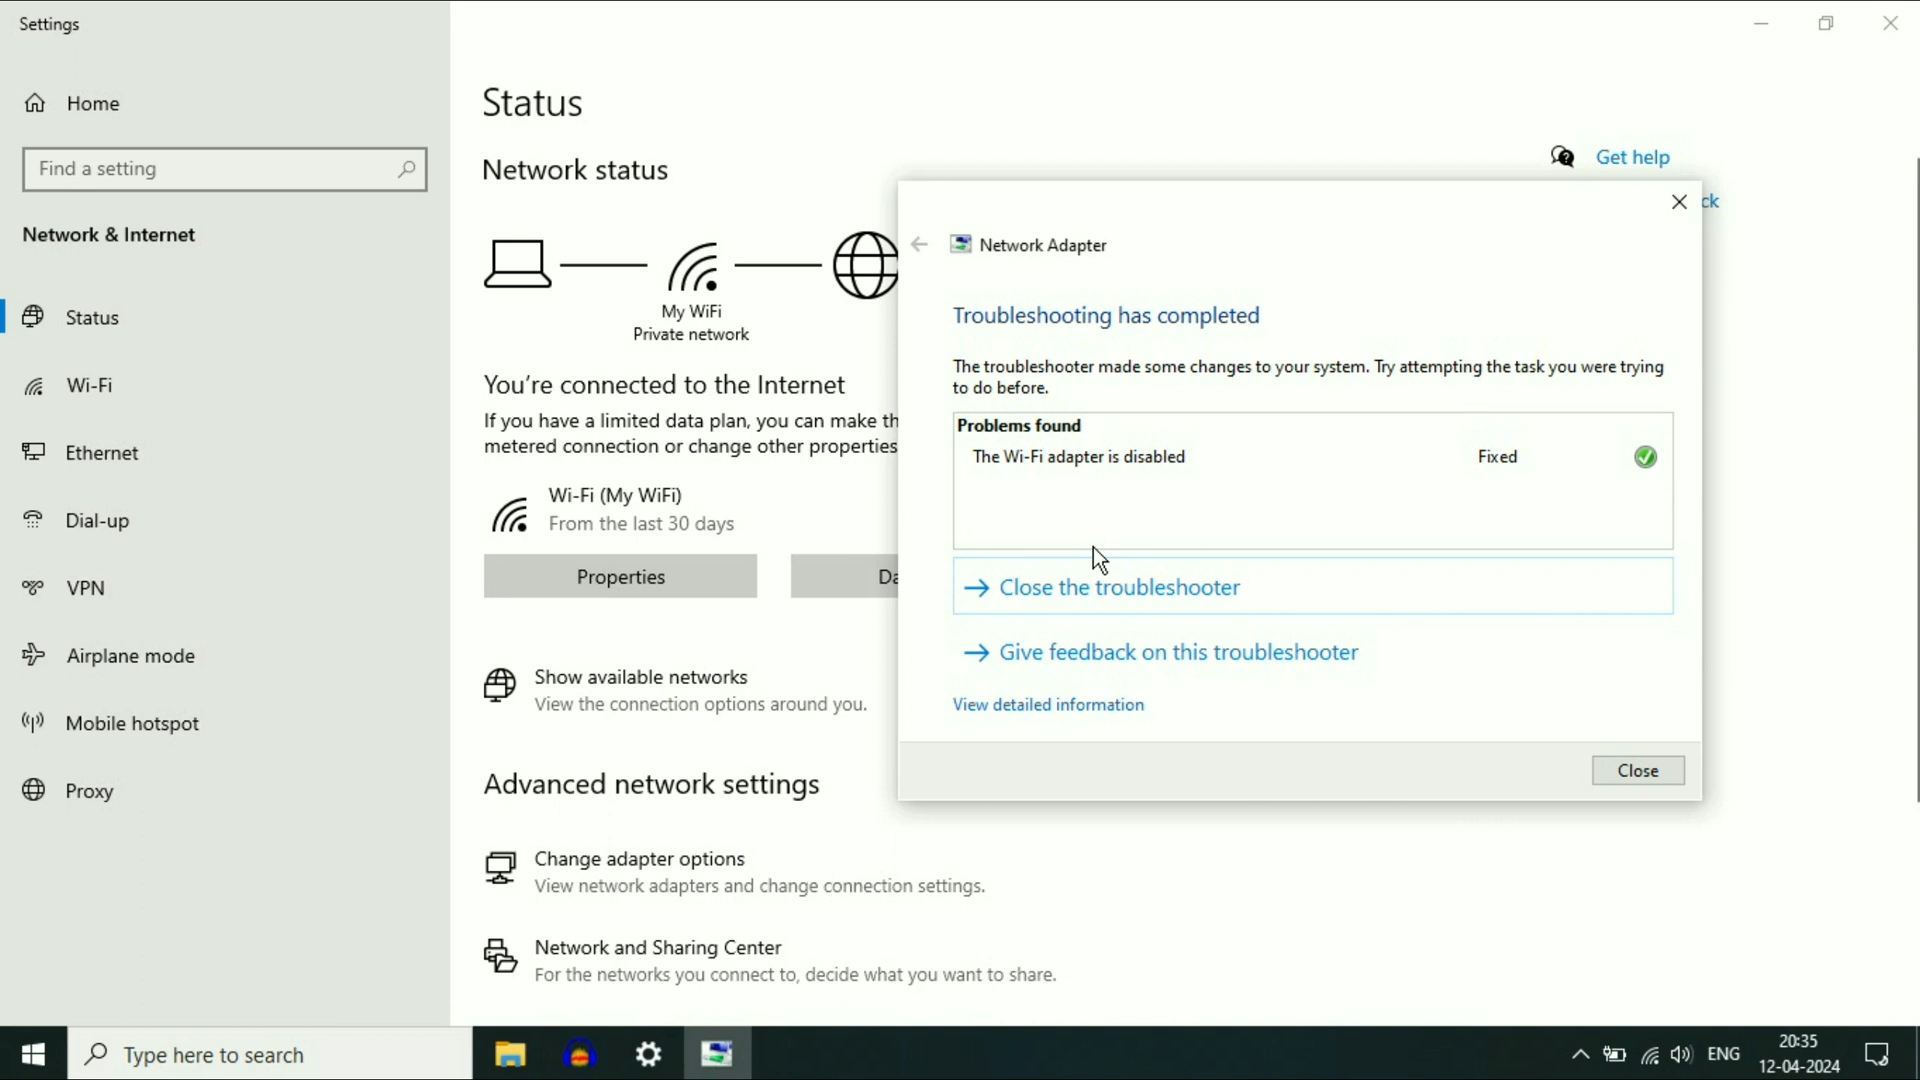 Settings
Home
Find a setting
Network & Internet
Status
Wi-Fi
Ethernet
Dial-up
VPN
Airplane mode
Mobile hotspot
Proxy
Status
Network status
My WiFi
Private network
You're connected to the Internet
If you have a limited data plan, you can make th
metered connection or change other properties
Wi-Fi (My WiFi)
From the last 30 days
Properties
Da
Show available networks
View the connection options around you.
Advanced network settings
Change adapter options
View network adapters and change connection settings.
Network and Sharing Center
For the networks you connect to, decide what you want to share.
Get help
ck
Network Adapter
Troubleshooting has completed
The troubleshooter made some changes to your system. Try attempting the task you were trying
to do before.
Problems found
The Wi-Fi adapter is disabled Fixed
Close the troubleshooter
Give feedback on this troubleshooter
View detailed information
Close
Type here to search
ENG
20:35
12-04-2024